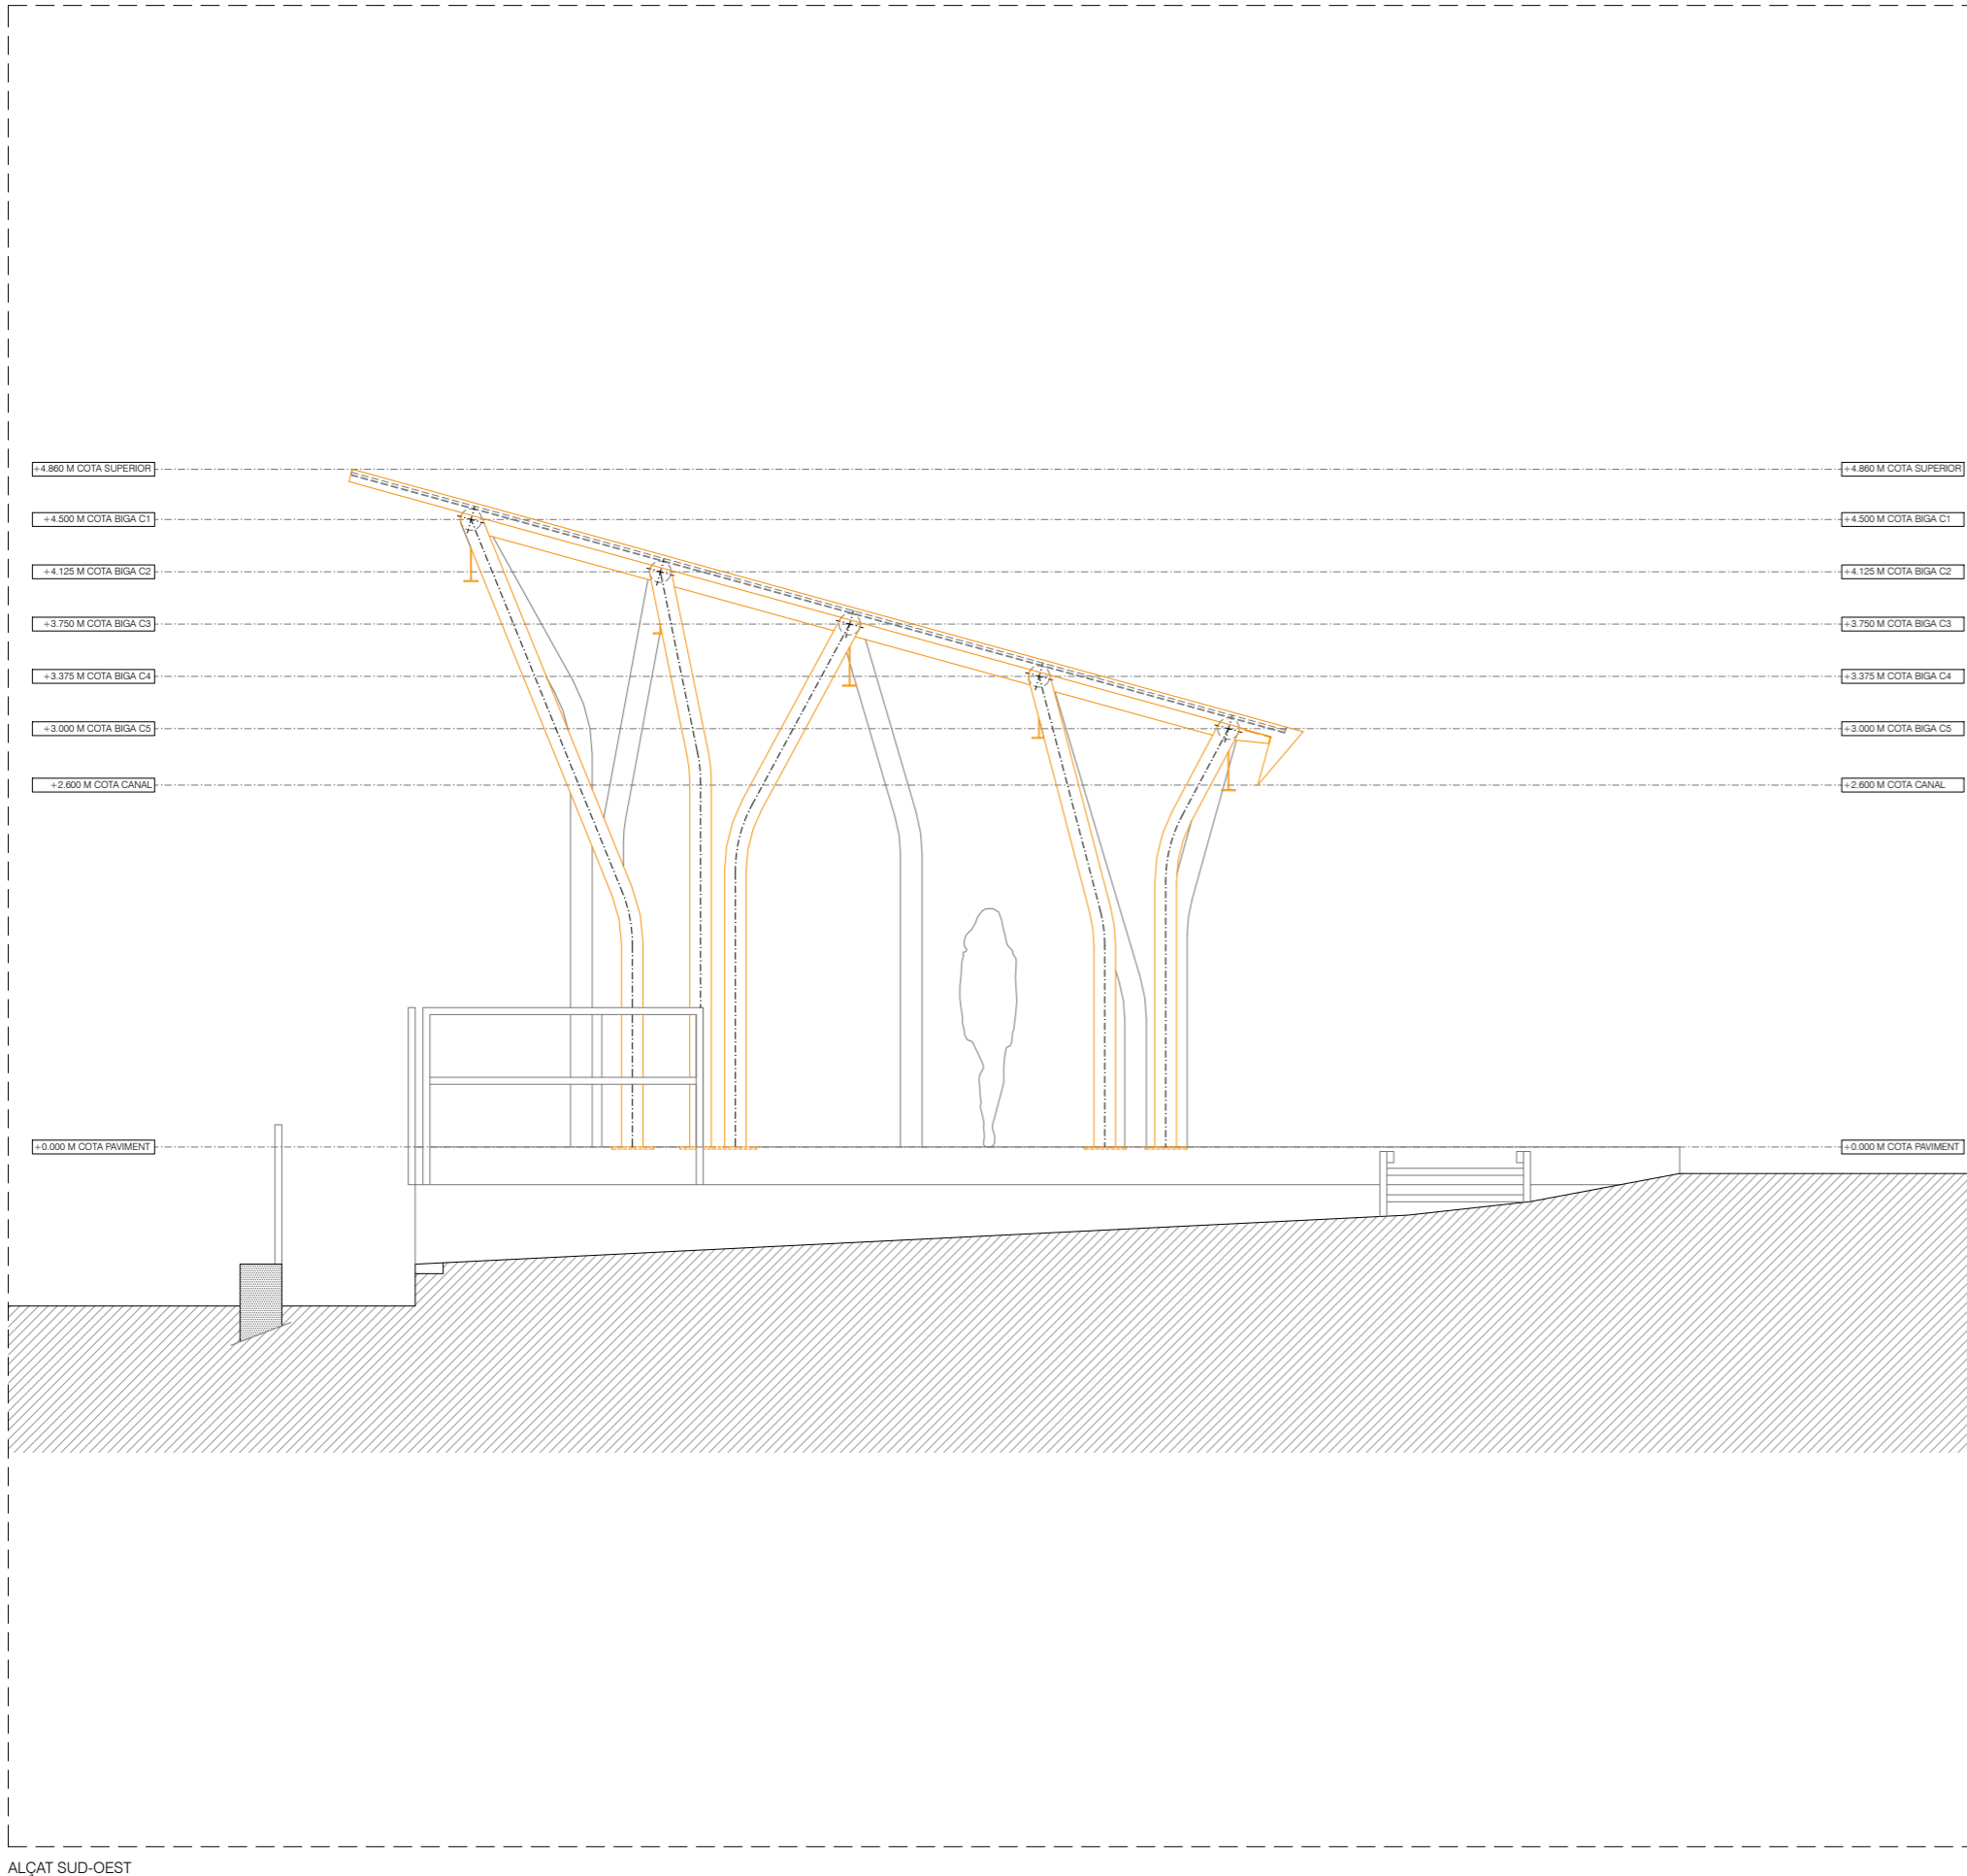 +4.860 M COTA SUPERIOR
+4.860 M COTA SUPERIOR
+4.500 M COTA BIGA C1
+4.500 M COTA BIGA C1
+4.125 M COTA BIGA C2
+4.125 M COTA BIGA C2
+3.750 M COTA BIGA C3
+3.750 M COTA BIGA C3
+3.375 M COTA BIGA C4
+3.375 M COTA BIGA C4
+3.000 M COTA BIGA C5
+3.000 M COTA BIGA C5
+2.600 M COTA CANAL
+2.600 M COTA CANAL
+0.000 M COTA PAVIMENT
+0.000 M COTA PAVIMENT
ALÇAT SUD-OEST